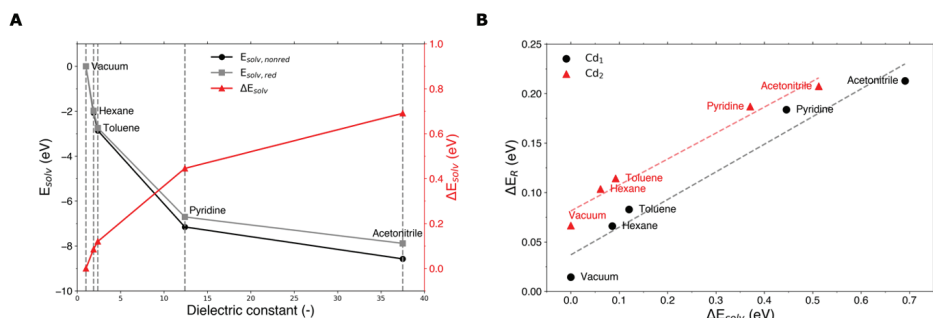 A
E_solv (eV)
0
−2
−4
−6
−8
−10
0
5
10
15
20
25
30
35
40
Dielectric constant (-)
1.0
0.8
0.6
0.4
0.2
0.0
ΔE_solv (eV)
E_solv,nonred
E_solv,red
ΔE_solv
Vacuum
Hexane
Toluene
Pyridine
Acetonitrile
B
ΔE_R (eV)
0.25
0.20
0.15
0.10
0.05
0.00
0.0
0.1
0.2
0.3
0.4
0.5
0.6
0.7
ΔE_solv (eV)
Cd₁
Cd₂
Acetonitrile
Acetonitrile
Pyridine
Pyridine
Toluene
Hexane
Toluene
Vacuum
Hexane
Vacuum